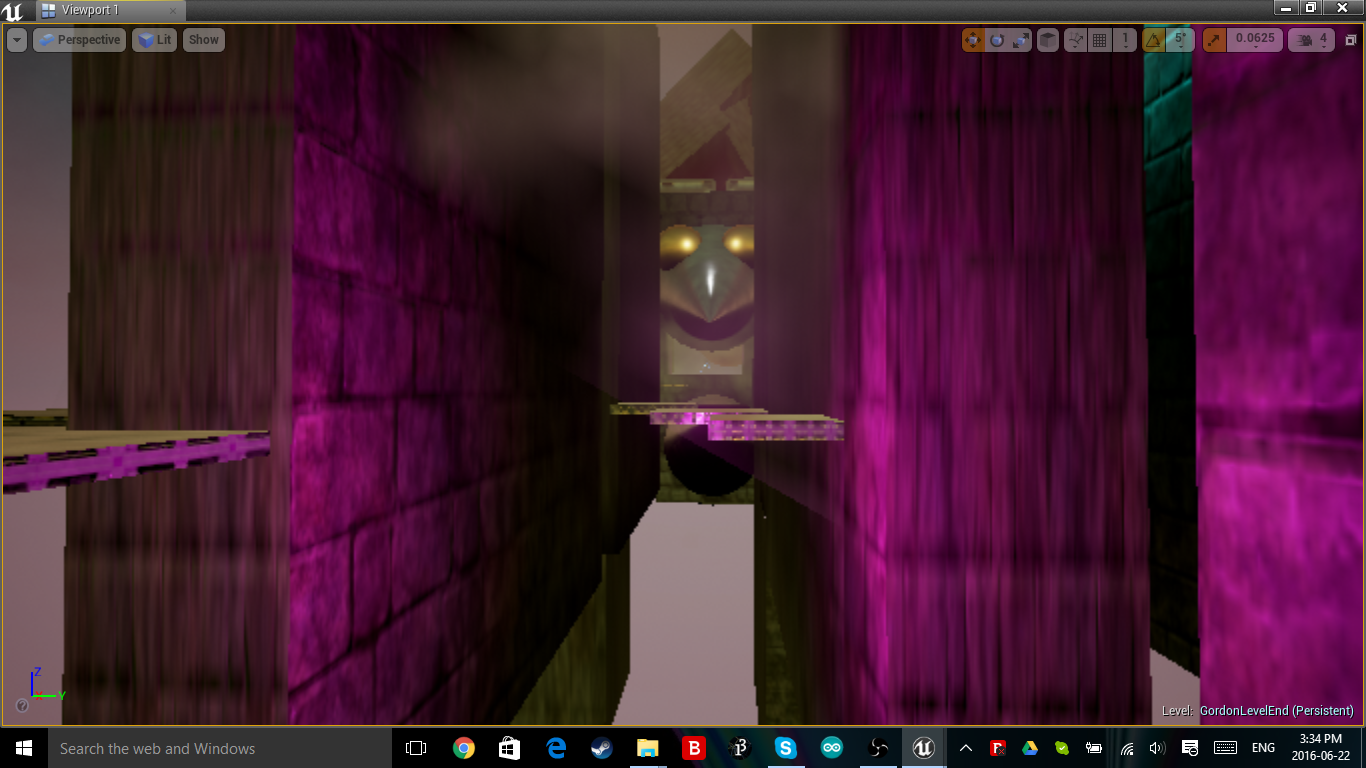 Viewport 1
Perspective Lit Show 1 5° 0.0625 4
Z
Y
Level: GordonLevelEnd (Persistent)
Search the web and Windows
ENG
3:34 PM
2016-06-22